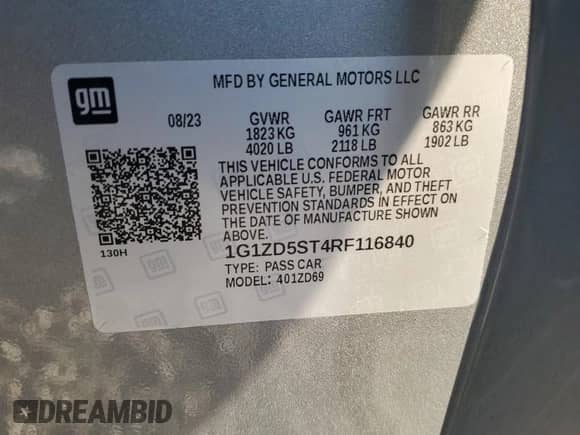 gm
MFD BY GENERAL MOTORS LLC
08/23 GVWR GAWR FRT GAWR RR
1823 KG 961 KG 863 KG
4020 LB 2118 LB 1902 LB
THIS VEHICLE CONFORMS TO ALL
APPLICABLE U.S. FEDERAL MOTOR
VEHICLE SAFETY, BUMPER, AND THEFT
PREVENTION STANDARDS IN EFFECT ON
THE DATE OF MANUFACTURE SHOWN
ABOVE.
130H
1G1ZD5ST4RF116840
TYPE: PASS CAR
MODEL: 401ZD69
DREAMBID